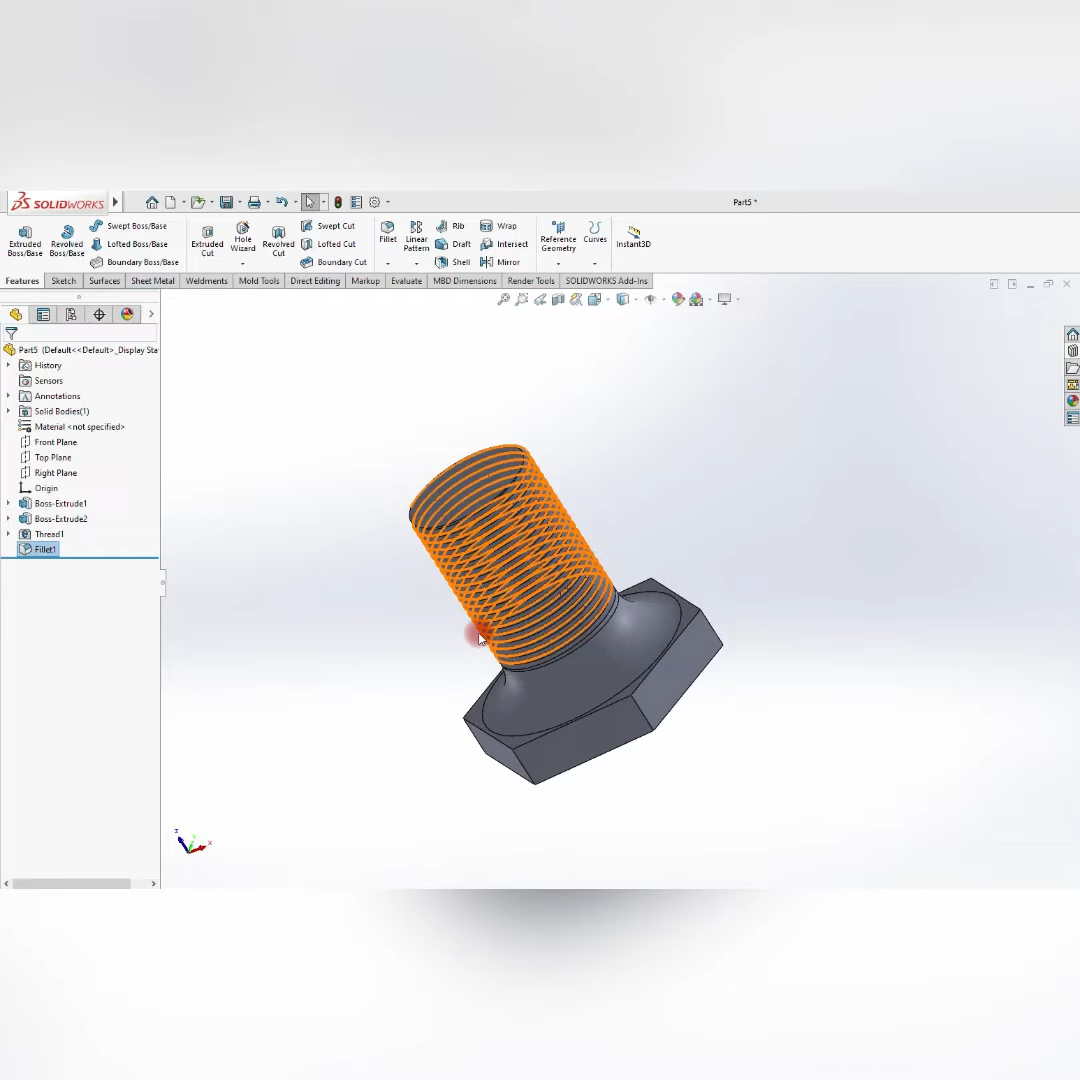 SOLIDWORKS
Part5 *
Extruded Boss/Base
Revolved Boss/Base
Swept Boss/Base
Lofted Boss/Base
Boundary Boss/Base
Extruded Cut
Hole Wizard
Revolved Cut
Swept Cut
Lofted Cut
Boundary Cut
Fillet
Linear Pattern
Rib
Draft
Shell
Wrap
Intersect
Mirror
Reference Geometry
Curves
Instant3D
Features Sketch Surfaces Sheet Metal Weldments Mold Tools Direct Editing Markup Evaluate MBD Dimensions Render Tools SOLIDWORKS Add-Ins
Part5 (Default<<Default>_Display Sta
History
Sensors
Annotations
Solid Bodies(1)
Material <not specified>
Front Plane
Top Plane
Right Plane
Origin
Boss-Extrude1
Boss-Extrude2
Thread1
Fillet1
Z
Y
X